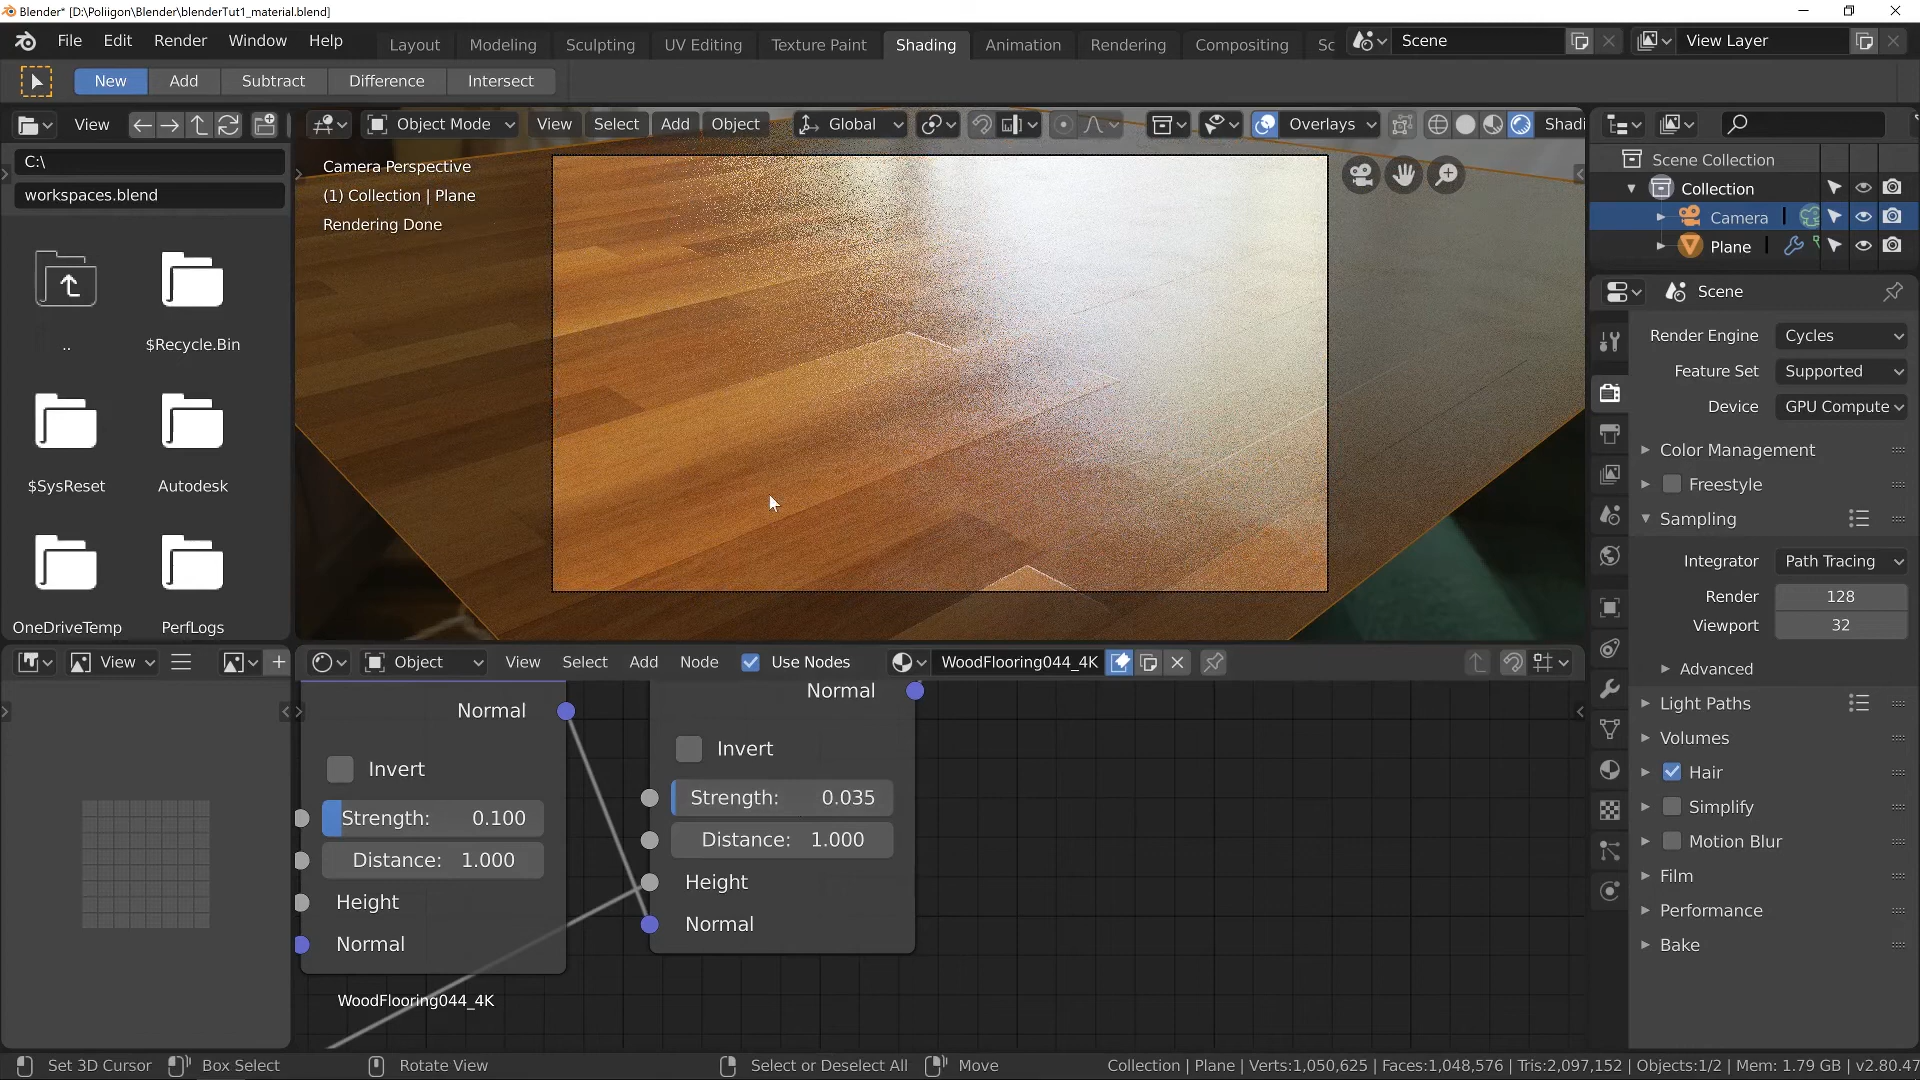 Blender* [D:\Poliigon\Blender\blenderTut1_material.blend]
File Edit Render Window Help
Layout Modeling Sculpting UV Editing Texture Paint Shading Animation Rendering Compositing Sc
Scene View Layer
New Add Subtract Difference Intersect
View
Object Mode View Select Add Object Global Overlays Shadi
C:\
workspaces.blend
..
$Recycle.Bin
$SysReset
Autodesk
OneDriveTemp
PerfLogs
Camera Perspective
(1) Collection | Plane
Rendering Done
Scene Collection
Collection
Camera
Plane
Scene
Render Engine Cycles
Feature Set Supported
Device GPU Compute
Color Management
Freestyle
Sampling
Integrator Path Tracing
Render 128
Viewport 32
Advanced
Light Paths
Volumes
Hair
Simplify
Motion Blur
Film
Performance
Bake
View
Object View Select Add Node Use Nodes WoodFlooring044_4K
Normal
Invert
Strength: 0.100
Distance: 1.000
Height
Normal
Normal
Invert
Strength: 0.035
Distance: 1.000
Height
Normal
WoodFlooring044_4K
Set 3D Cursor Box Select Rotate View Select or Deselect All Move
Collection | Plane | Verts:1,050,625 | Faces:1,048,576 | Tris:2,097,152 | Objects:1/2 | Mem: 1.79 GB | v2.80.47